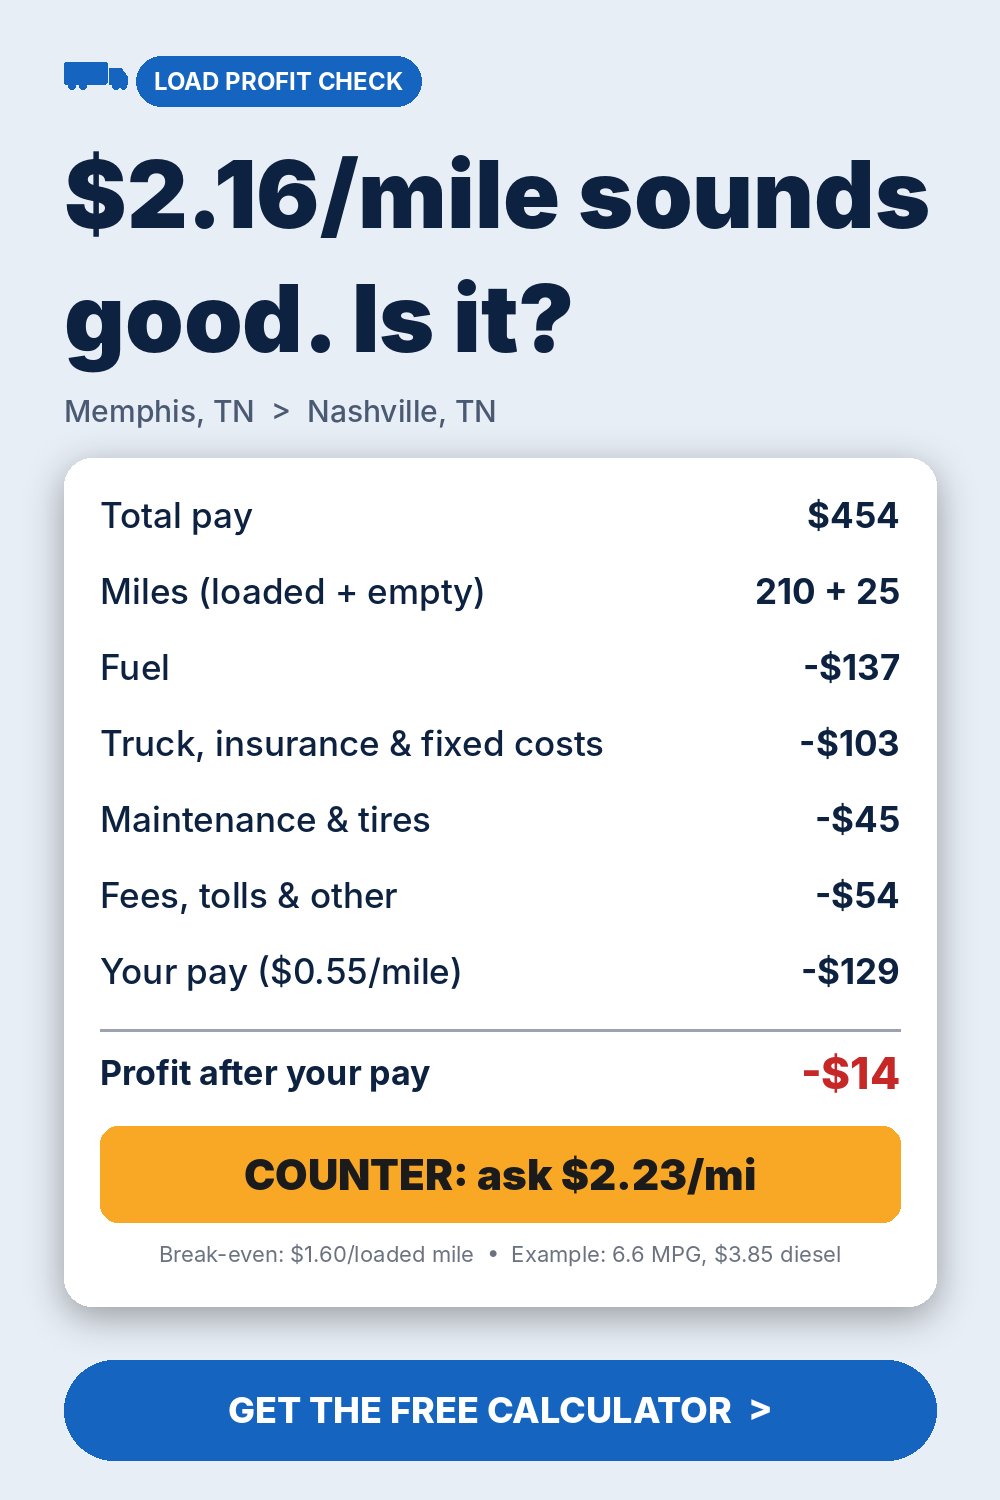 LOAD PROFIT CHECK
$2.16/mile sounds
good. Is it?
Memphis, TN > Nashville, TN
Total pay $454
Miles (loaded + empty) 210 + 25
Fuel -$137
Truck, insurance & fixed costs -$103
Maintenance & tires -$45
Fees, tolls & other -$54
Your pay ($0.55/mile) -$129
Profit after your pay -$14
COUNTER: ask $2.23/mi
Break-even: $1.60/loaded mile • Example: 6.6 MPG, $3.85 diesel
GET THE FREE CALCULATOR >